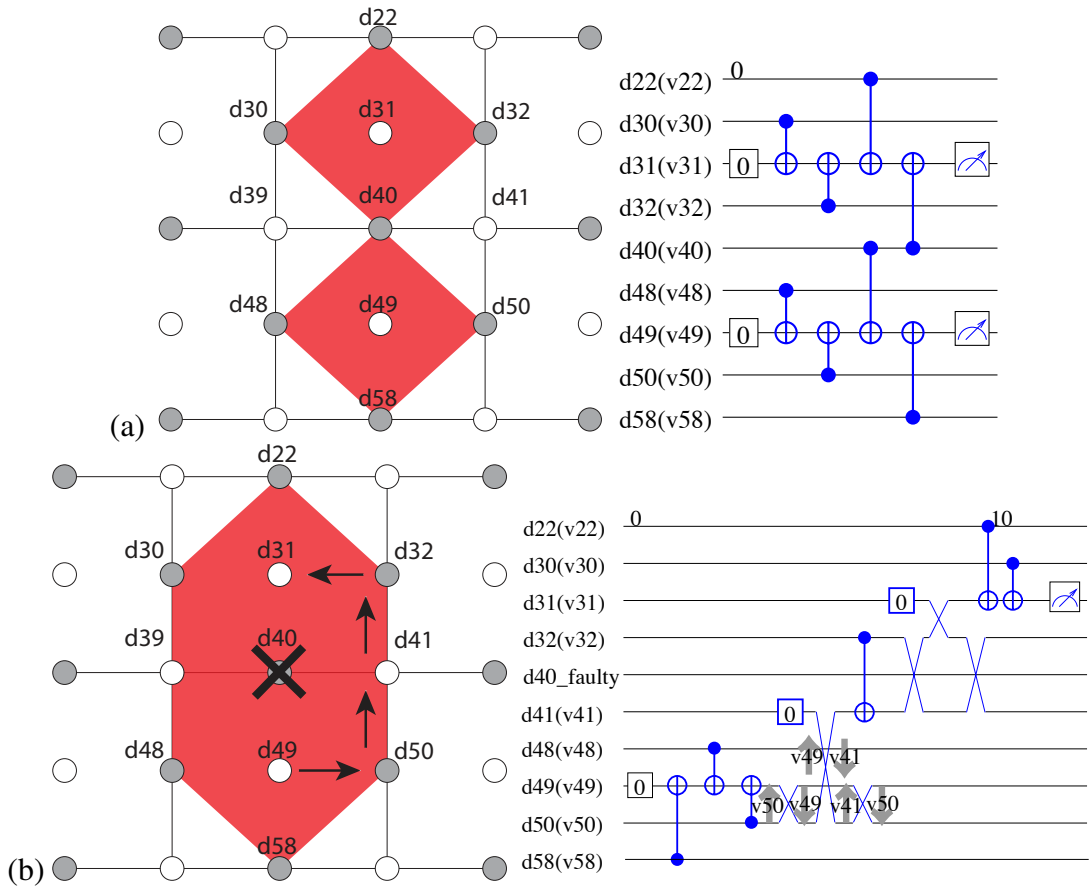 d22
d30
d31
d32
d39
d40
d41
d48
d49
d50
d58
(a)
0
d22(v22)
d30(v30)
d31(v31)
0
d32(v32)
d40(v40)
d48(v48)
d49(v49)
0
d50(v50)
d58(v58)
d22
d30
d31
d32
d39
d40
d41
d48
d49
d50
d58
(b)
0
10
d22(v22)
d30(v30)
d31(v31)
0
d32(v32)
d40_faulty
d41(v41)
0
d48(v48)
v49
v41
d49(v49)
0
v50
v49
v41
v50
d50(v50)
d58(v58)